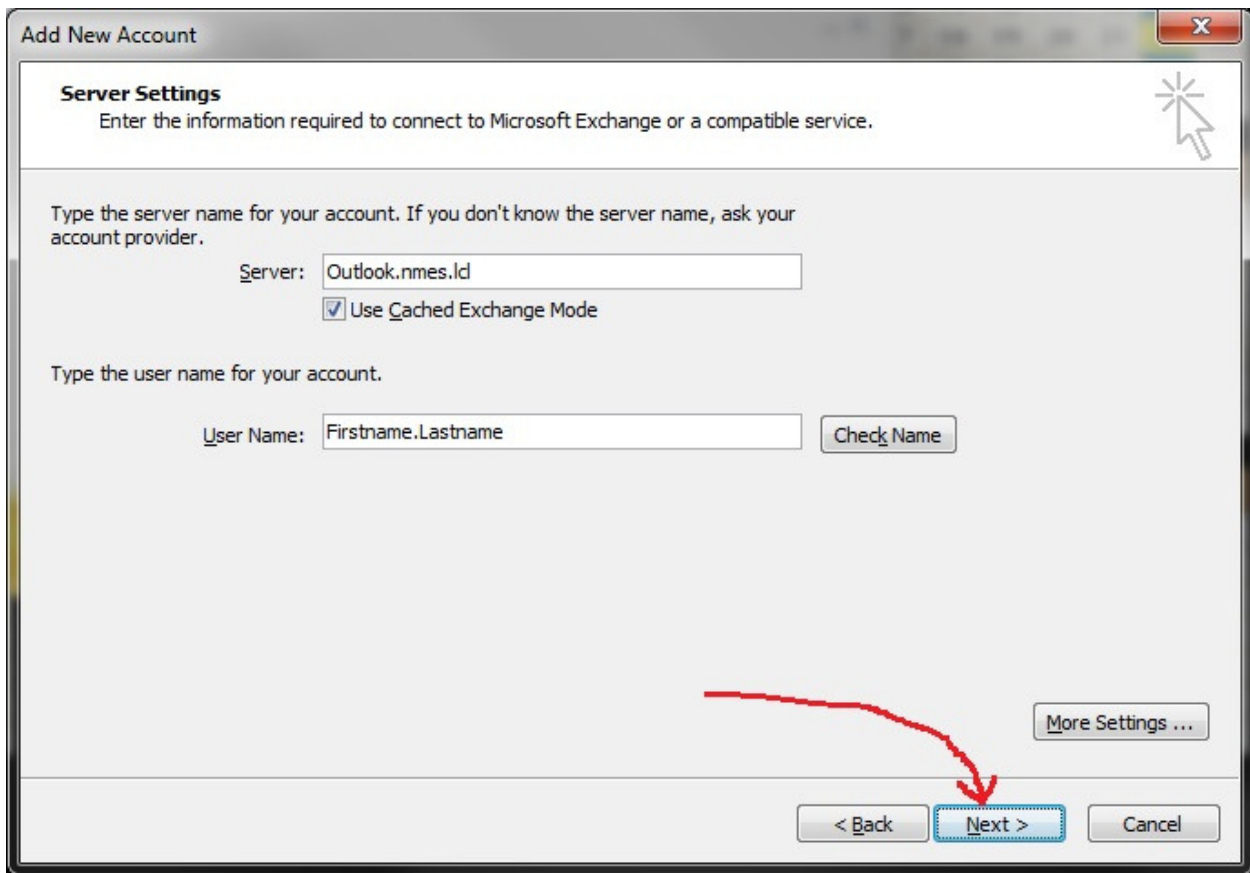 Add New Account
Server Settings
Enter the information required to connect to Microsoft Exchange or a compatible service.
Type the server name for your account. If you don't know the server name, ask your
account provider.
Server: Outlook.nmes.lcl
Use Cached Exchange Mode
Type the user name for your account.
User Name: Firstname.Lastname Check Name
More Settings ...
< Back Next > Cancel